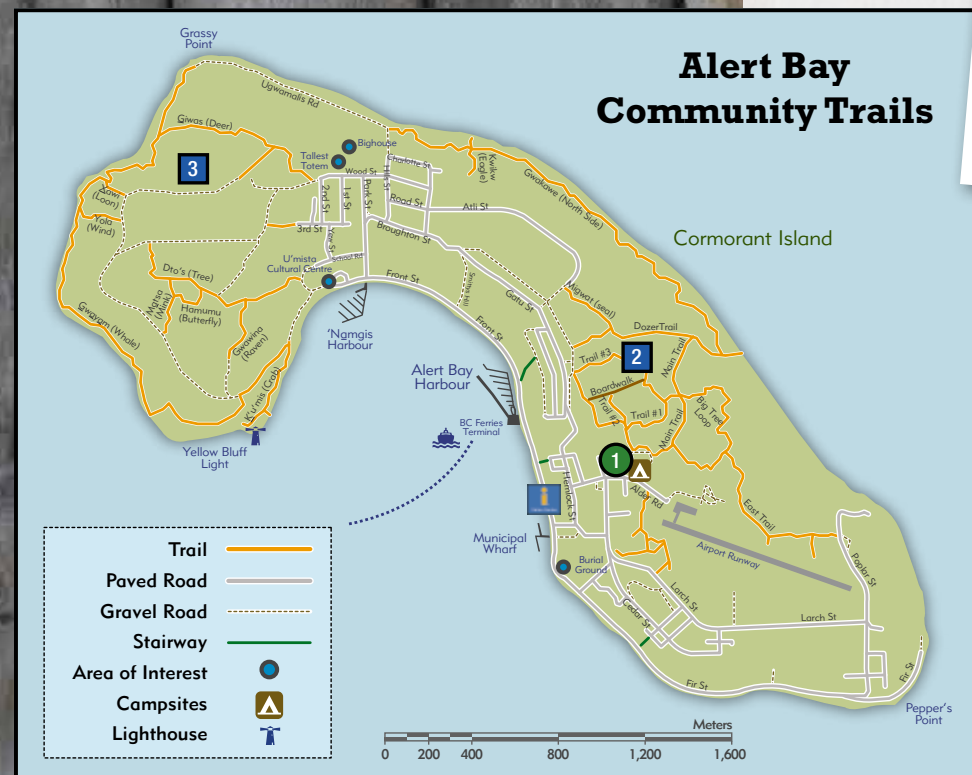 Alert Bay
Community Trails
Grassy
Point
Ugwamalis Rd
Giwas (Deer)
3
Tallest
Totem
Bighouse
Wood St
Charlotte St
Hill St
Park St
1st St
2nd St
3rd St
Road St
Atli St
Kwikw
(Eagle)
Gwakawe (North Side)
Cormorant Island
Xawi
(Loon)
Yola
(Wind)
Broughton St
School Rd
U'mista
Cultural Centre
Front St
Dto's (Tree)
Matsa
(Mink)
Hamumu
(Butterfly)
Gwawina
(Raven)
Gwayam (Whale)
K'u'mis (Crab)
'Namgis
Harbour
Gatu St
Migwat (seal)
Front St
DozerTrail
Trail #3
2
Main Trail
Boardwalk
Trail #2
Trail #1
Main Trail
Big Tree
Loop
Alert Bay
Harbour
BC Ferries
Terminal
Yellow Bluff
Light
1
Hemlock St
Alder Rd
East Trail
Municipal
Wharf
Airport Runway
Burial
Ground
Poplar St
Larch St
Cedar St
Larch St
Fir St
Fir St
Pepper's
Point
Trail
Paved Road
Gravel Road
Stairway
Area of Interest
Campsites
Lighthouse
Meters
0 200 400 800 1,200 1,600